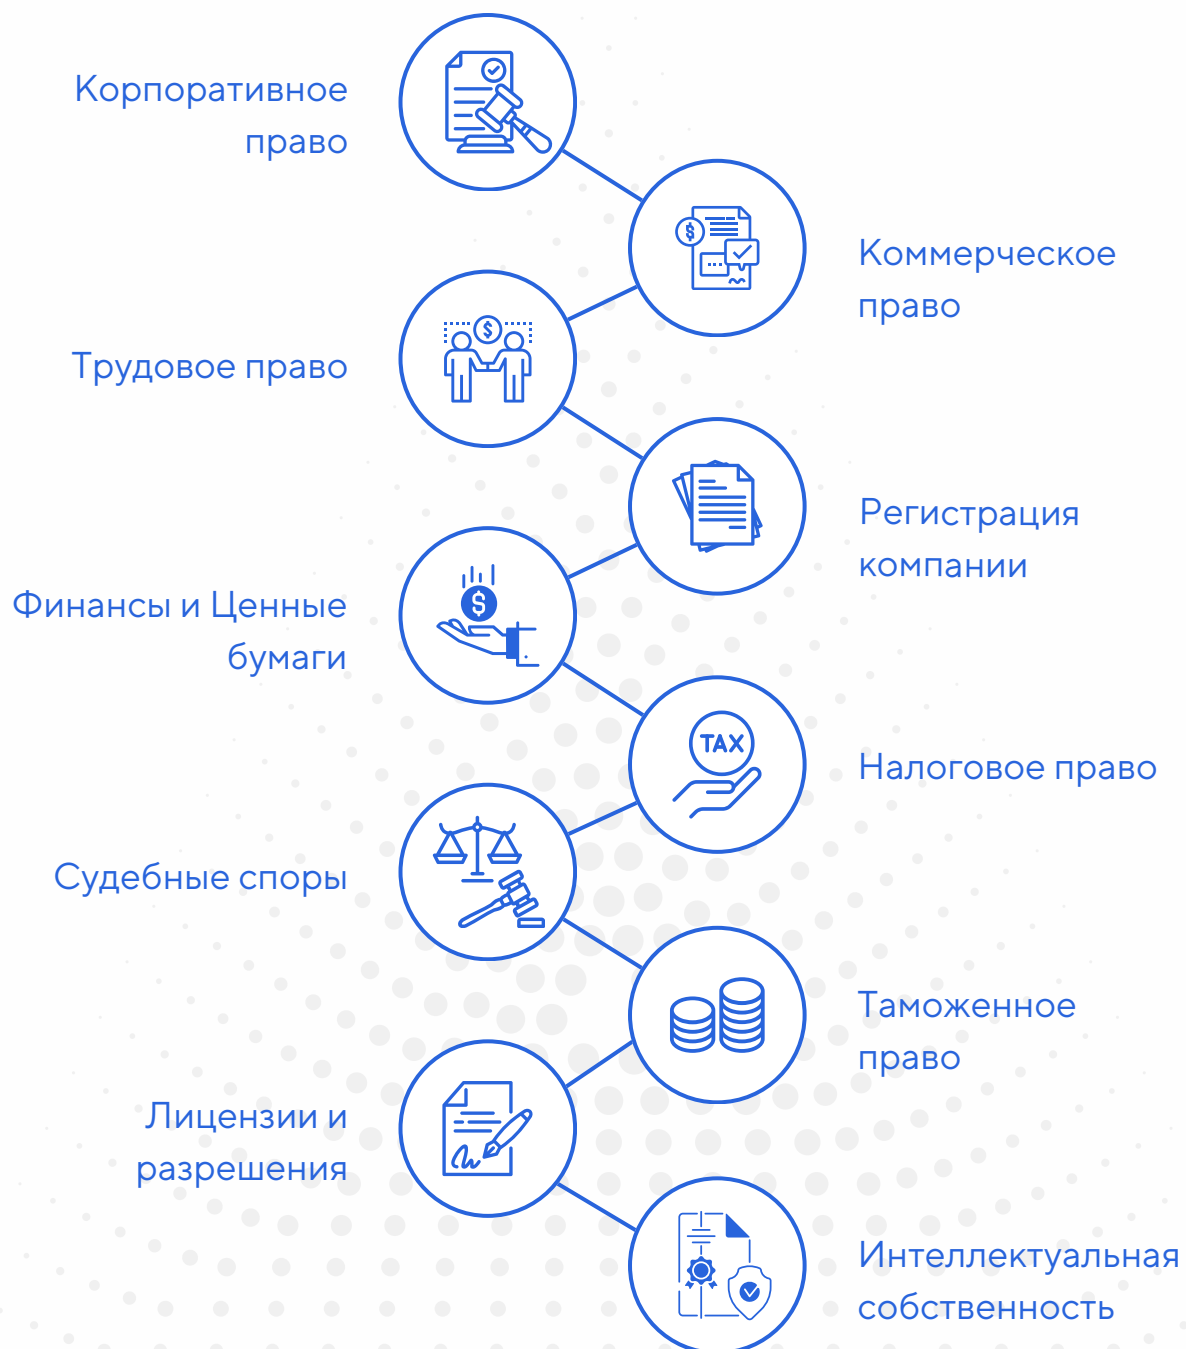 Корпоративное
право
$
Коммерческое
право
$
Трудовое право
Регистрация
компании
$
Финансы и Ценные
бумаги
TAX
Налоговое право
Судебные споры
Таможенное
право
Лицензии и
разрешения
Интеллектуальная
собственность